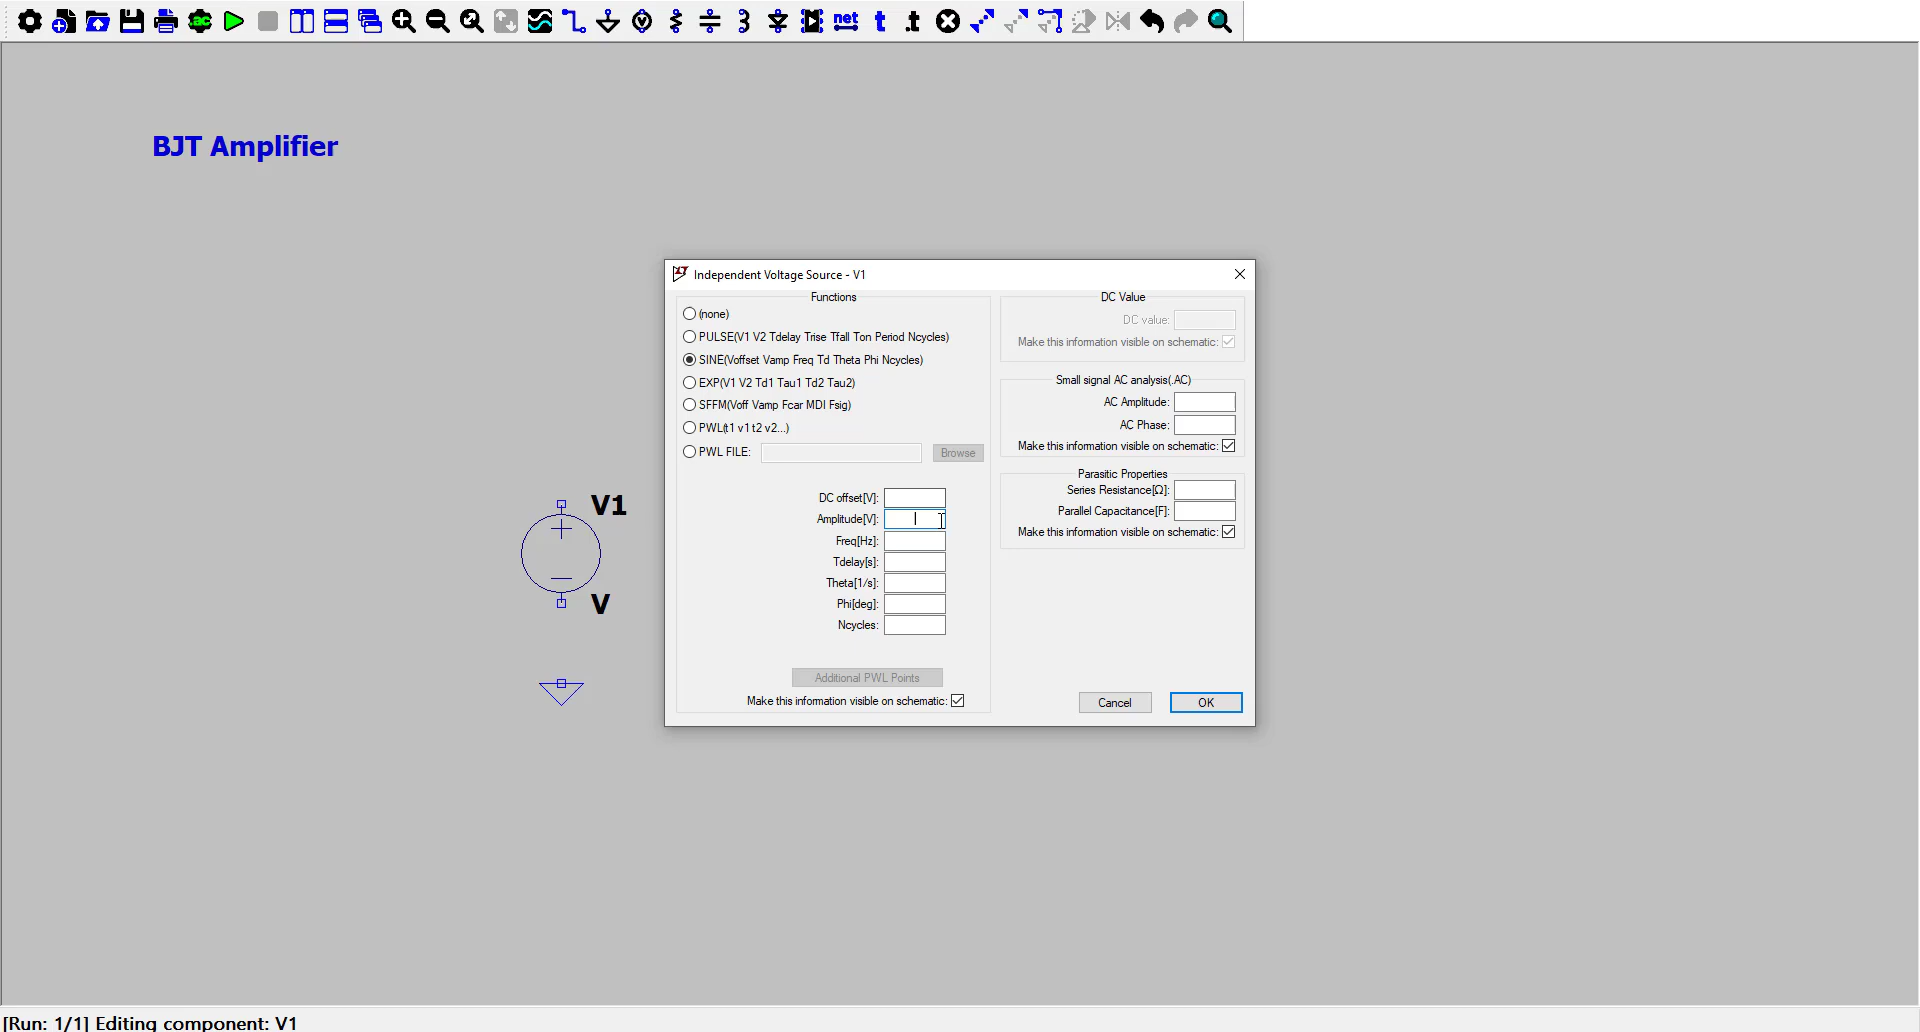 ac
net
t
.t
BJT Amplifier
Independent Voltage Source - V1
Functions
(none)
PULSE(V1 V2 Tdelay Trise Tfall Ton Period Ncycles)
SINE(Voffset Vamp Freq Td Theta Phi Ncycles)
EXP(V1 V2 Td1 Tau1 Td2 Tau2)
SFFM(Voff Vamp Fcar MDI Fsig)
PWL(t1 v1 t2 v2...)
PWL FILE:
Browse
DC offset[V]:
Amplitude[V]:
Freq[Hz]:
Tdelay[s]:
Theta[1/s]:
Phi[deg]:
Ncycles:
Additional PWL Points
Make this information visible on schematic:
DC Value
DC value:
Make this information visible on schematic:
Small signal AC analysis(.AC)
AC Amplitude:
AC Phase:
Make this information visible on schematic:
Parasitic Properties
Series Resistance[Ω]:
Parallel Capacitance[F]:
Make this information visible on schematic:
Cancel
OK
V1
V
[Run: 1/1] Editing component: V1